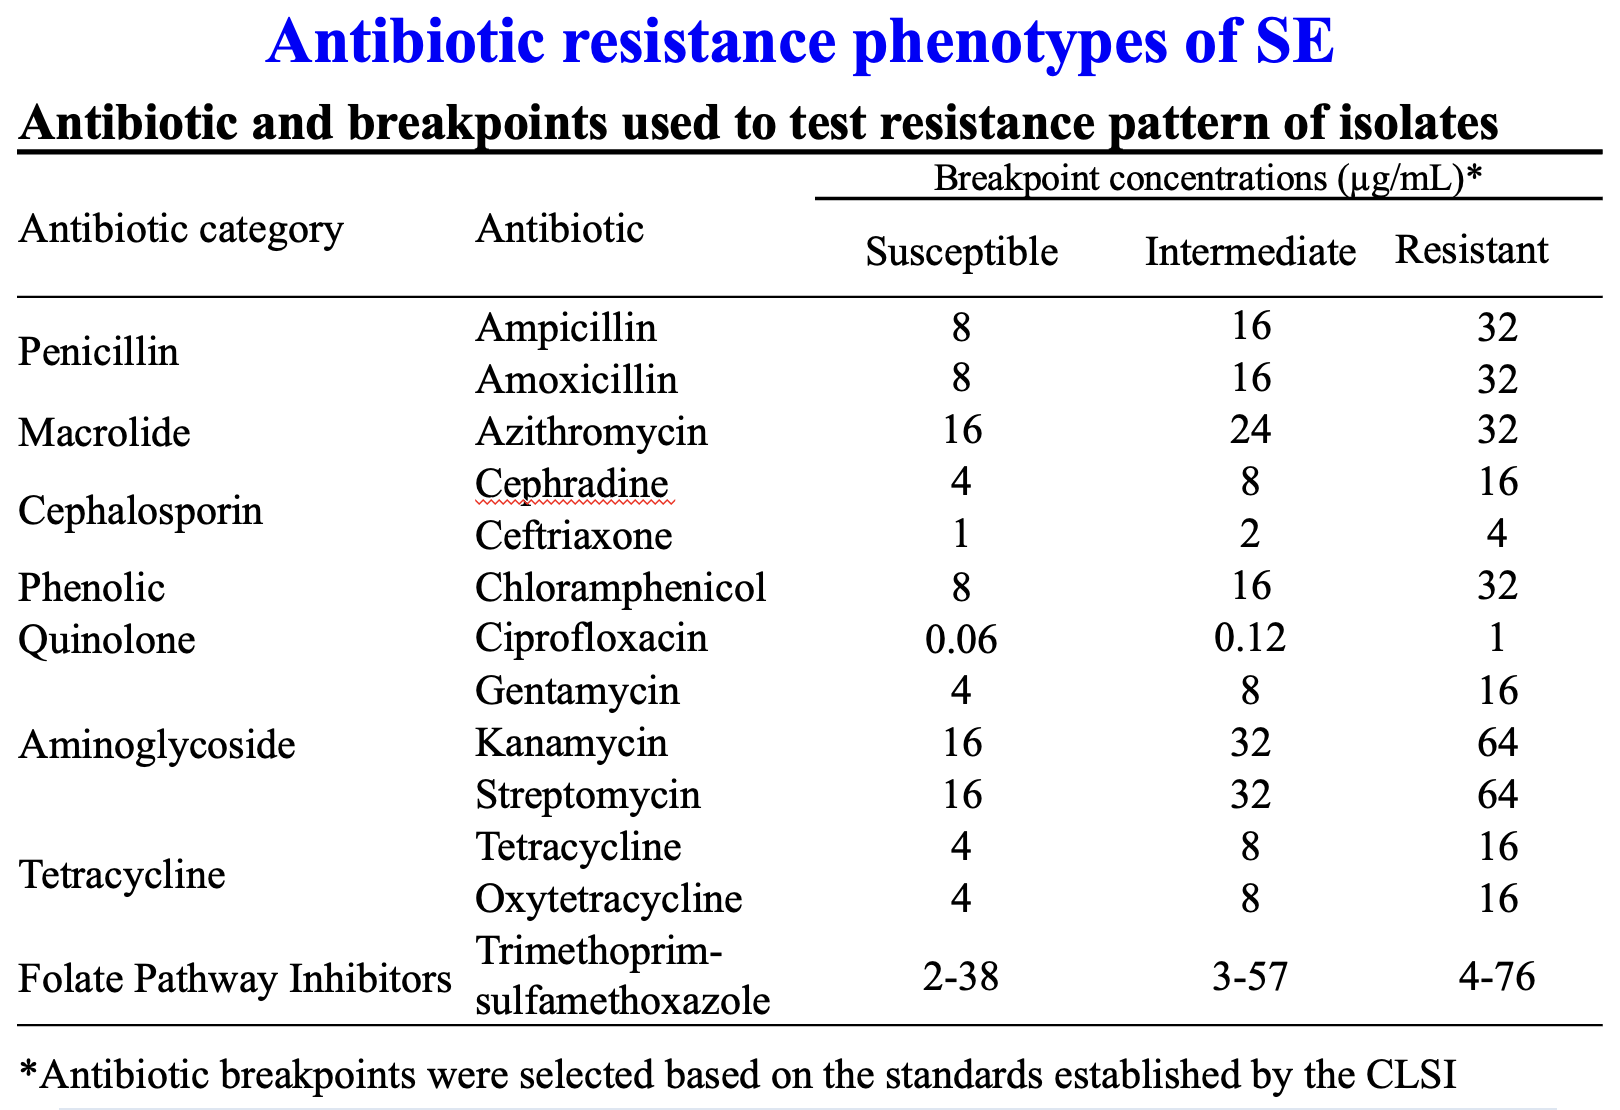 Antibiotic resistance phenotypes of SE
Antibiotic and breakpoints used to test resistance pattern of isolates
Breakpoint concentrations (µg/mL)*
Antibiotic category Antibiotic Susceptible Intermediate Resistant
Penicillin Ampicillin 8 16 32
Amoxicillin 8 16 32
Macrolide Azithromycin 16 24 32
Cephalosporin Cephradine 4 8 16
Ceftriaxone 1 2 4
Phenolic Chloramphenicol 8 16 32
Quinolone Ciprofloxacin 0.06 0.12 1
Aminoglycoside Gentamycin 4 8 16
Kanamycin 16 32 64
Streptomycin 16 32 64
Tetracycline Tetracycline 4 8 16
Oxytetracycline 4 8 16
Folate Pathway Inhibitors Trimethoprim-
sulfamethoxazole 2-38 3-57 4-76
*Antibiotic breakpoints were selected based on the standards established by the CLSI